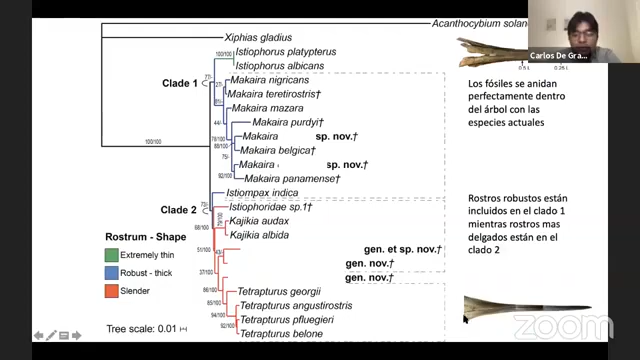 Acanthocybium solan
Xiphias gladius
Istiophorus platypterus
100/100
Istiophorus albicans
Clade 1
Makaira nigricans
Makaira teretirostris†
Makaira mazara
Makaira purdyi†
Makaira sp. nov.†
Makaira belgica†
Makaira sp. nov.†
Makaira panamense†
100/100
Istiompax indica
Clade 2
Istiophoridae sp.1†
Kajikia audax
Kajikia albida
gen. et sp. nov.†
gen. nov.†
gen. nov.†
Tetrapturus georgii
Tetrapturus angustirostris
Tetrapturus pfluegieri
Tetrapturus belone
Rostrum - Shape
Extremely thin
Robust - thick
Slender
Tree scale: 0.01
Carlos De Gra...
Los fósiles se anidan
perfectamente dentro
del árbol con las
especies actuales
Rostros robustos están
incluidos en el clado 1
mientras rostros mas
delgados están en el
clado 2
zoom